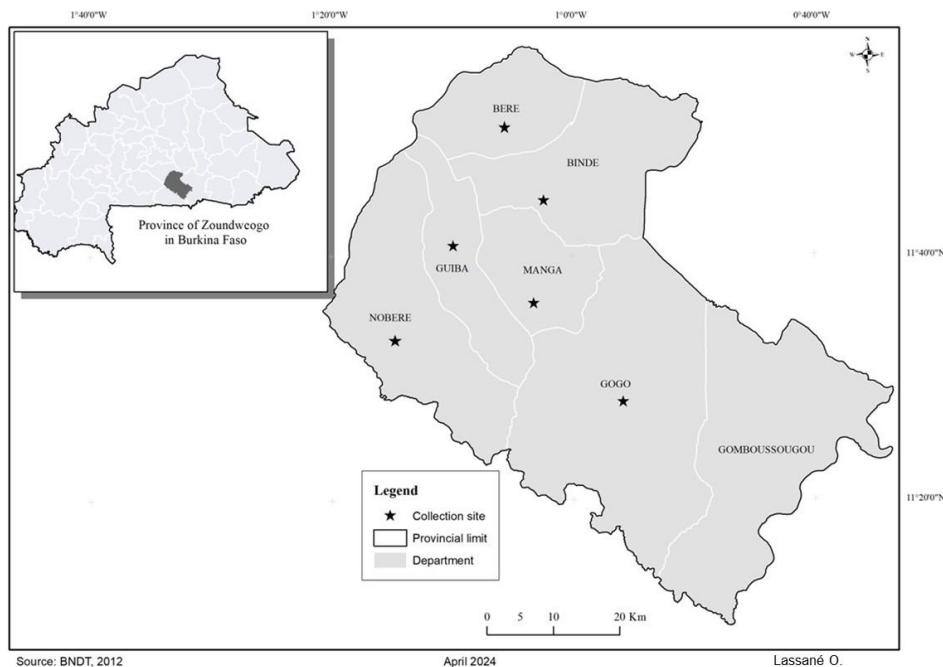 1°40'0"W
1°20'0"W
1°0'0"W
0°40'0"W
N
W
E
S
BERE
BINDE
Province of Zoundweogo
in Burkina Faso
11°40'0"N
GUIBA
MANGA
NOBERE
GOGO
GOMBOUSSOUGOU
11°20'0"N
Legend
Collection site
Provincial limit
Department
0 5 10 20 Km
Source: BNDT, 2012
April 2024
Lassané O.